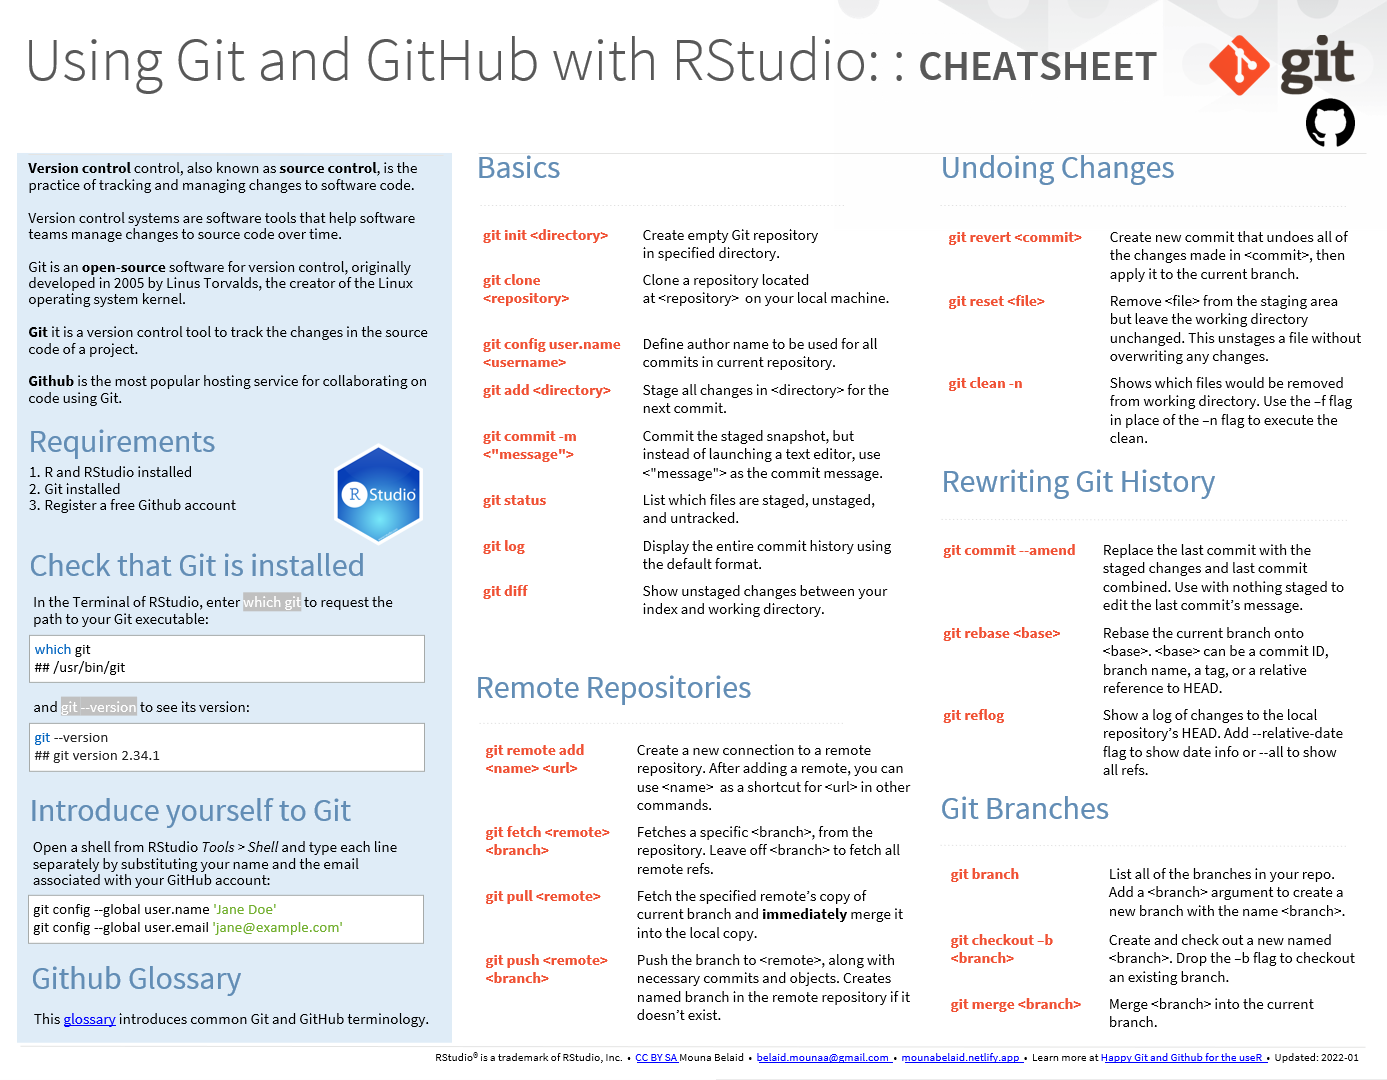 Using Git and GitHub with RStudio: : CHEATSHEET
git
Version control control, also known as source control, is the
practice of tracking and managing changes to software code.
Version control systems are software tools that help software
teams manage changes to source code over time.
Git is an open-source software for version control, originally
developed in 2005 by Linus Torvalds, the creator of the Linux
operating system kernel.
Git it is a version control tool to track the changes in the source
code of a project.
Github is the most popular hosting service for collaborating on
code using Git.
Requirements
1. R and RStudio installed
2. Git installed
3. Register a free Github account
R Studio
Check that Git is installed
In the Terminal of RStudio, enter which git to request the
path to your Git executable:
which git
## /usr/bin/git
and git --version to see its version:
git --version
## git version 2.34.1
Introduce yourself to Git
Open a shell from RStudio Tools > Shell and type each line
separately by substituting your name and the email
associated with your GitHub account:
git config --global user.name 'Jane Doe'
git config --global user.email 'jane@example.com'
Github Glossary
This glossary introduces common Git and GitHub terminology.
Basics
git init <directory>
Create empty Git repository
in specified directory.
git clone
<repository>
Clone a repository located
at <repository> on your local machine.
git config user.name
<username>
Define author name to be used for all
commits in current repository.
git add <directory>
Stage all changes in <directory> for the
next commit.
git commit -m
<"message">
Commit the staged snapshot, but
instead of launching a text editor, use
<"message"> as the commit message.
git status
List which files are staged, unstaged,
and untracked.
git log
Display the entire commit history using
the default format.
git diff
Show unstaged changes between your
index and working directory.
Remote Repositories
git remote add
<name> <url>
Create a new connection to a remote
repository. After adding a remote, you can
use <name> as a shortcut for <url> in other
commands.
git fetch <remote>
<branch>
Fetches a specific <branch>, from the
repository. Leave off <branch> to fetch all
remote refs.
git pull <remote>
Fetch the specified remote’s copy of
current branch and immediately merge it
into the local copy.
git push <remote>
<branch>
Push the branch to <remote>, along with
necessary commits and objects. Creates
named branch in the remote repository if it
doesn’t exist.
Undoing Changes
git revert <commit>
Create new commit that undoes all of
the changes made in <commit>, then
apply it to the current branch.
git reset <file>
Remove <file> from the staging area
but leave the working directory
unchanged. This unstages a file without
overwriting any changes.
git clean -n
Shows which files would be removed
from working directory. Use the –f flag
in place of the –n flag to execute the
clean.
Rewriting Git History
git commit --amend
Replace the last commit with the
staged changes and last commit
combined. Use with nothing staged to
edit the last commit’s message.
git rebase <base>
Rebase the current branch onto
<base>. <base> can be a commit ID,
branch name, a tag, or a relative
reference to HEAD.
git reflog
Show a log of changes to the local
repository’s HEAD. Add --relative-date
flag to show date info or --all to show
all refs.
Git Branches
git branch
List all of the branches in your repo.
Add a <branch> argument to create a
new branch with the name <branch>.
git checkout –b
<branch>
Create and check out a new named
<branch>. Drop the –b flag to checkout
an existing branch.
git merge <branch>
Merge <branch> into the current
branch.
RStudio® is a trademark of RStudio, Inc. • CC BY SA Mouna Belaid • belaid.mounaa@gmail.com • mounabelaid.netlify.app • Learn more at Happy Git and Github for the useR • Updated: 2022-01